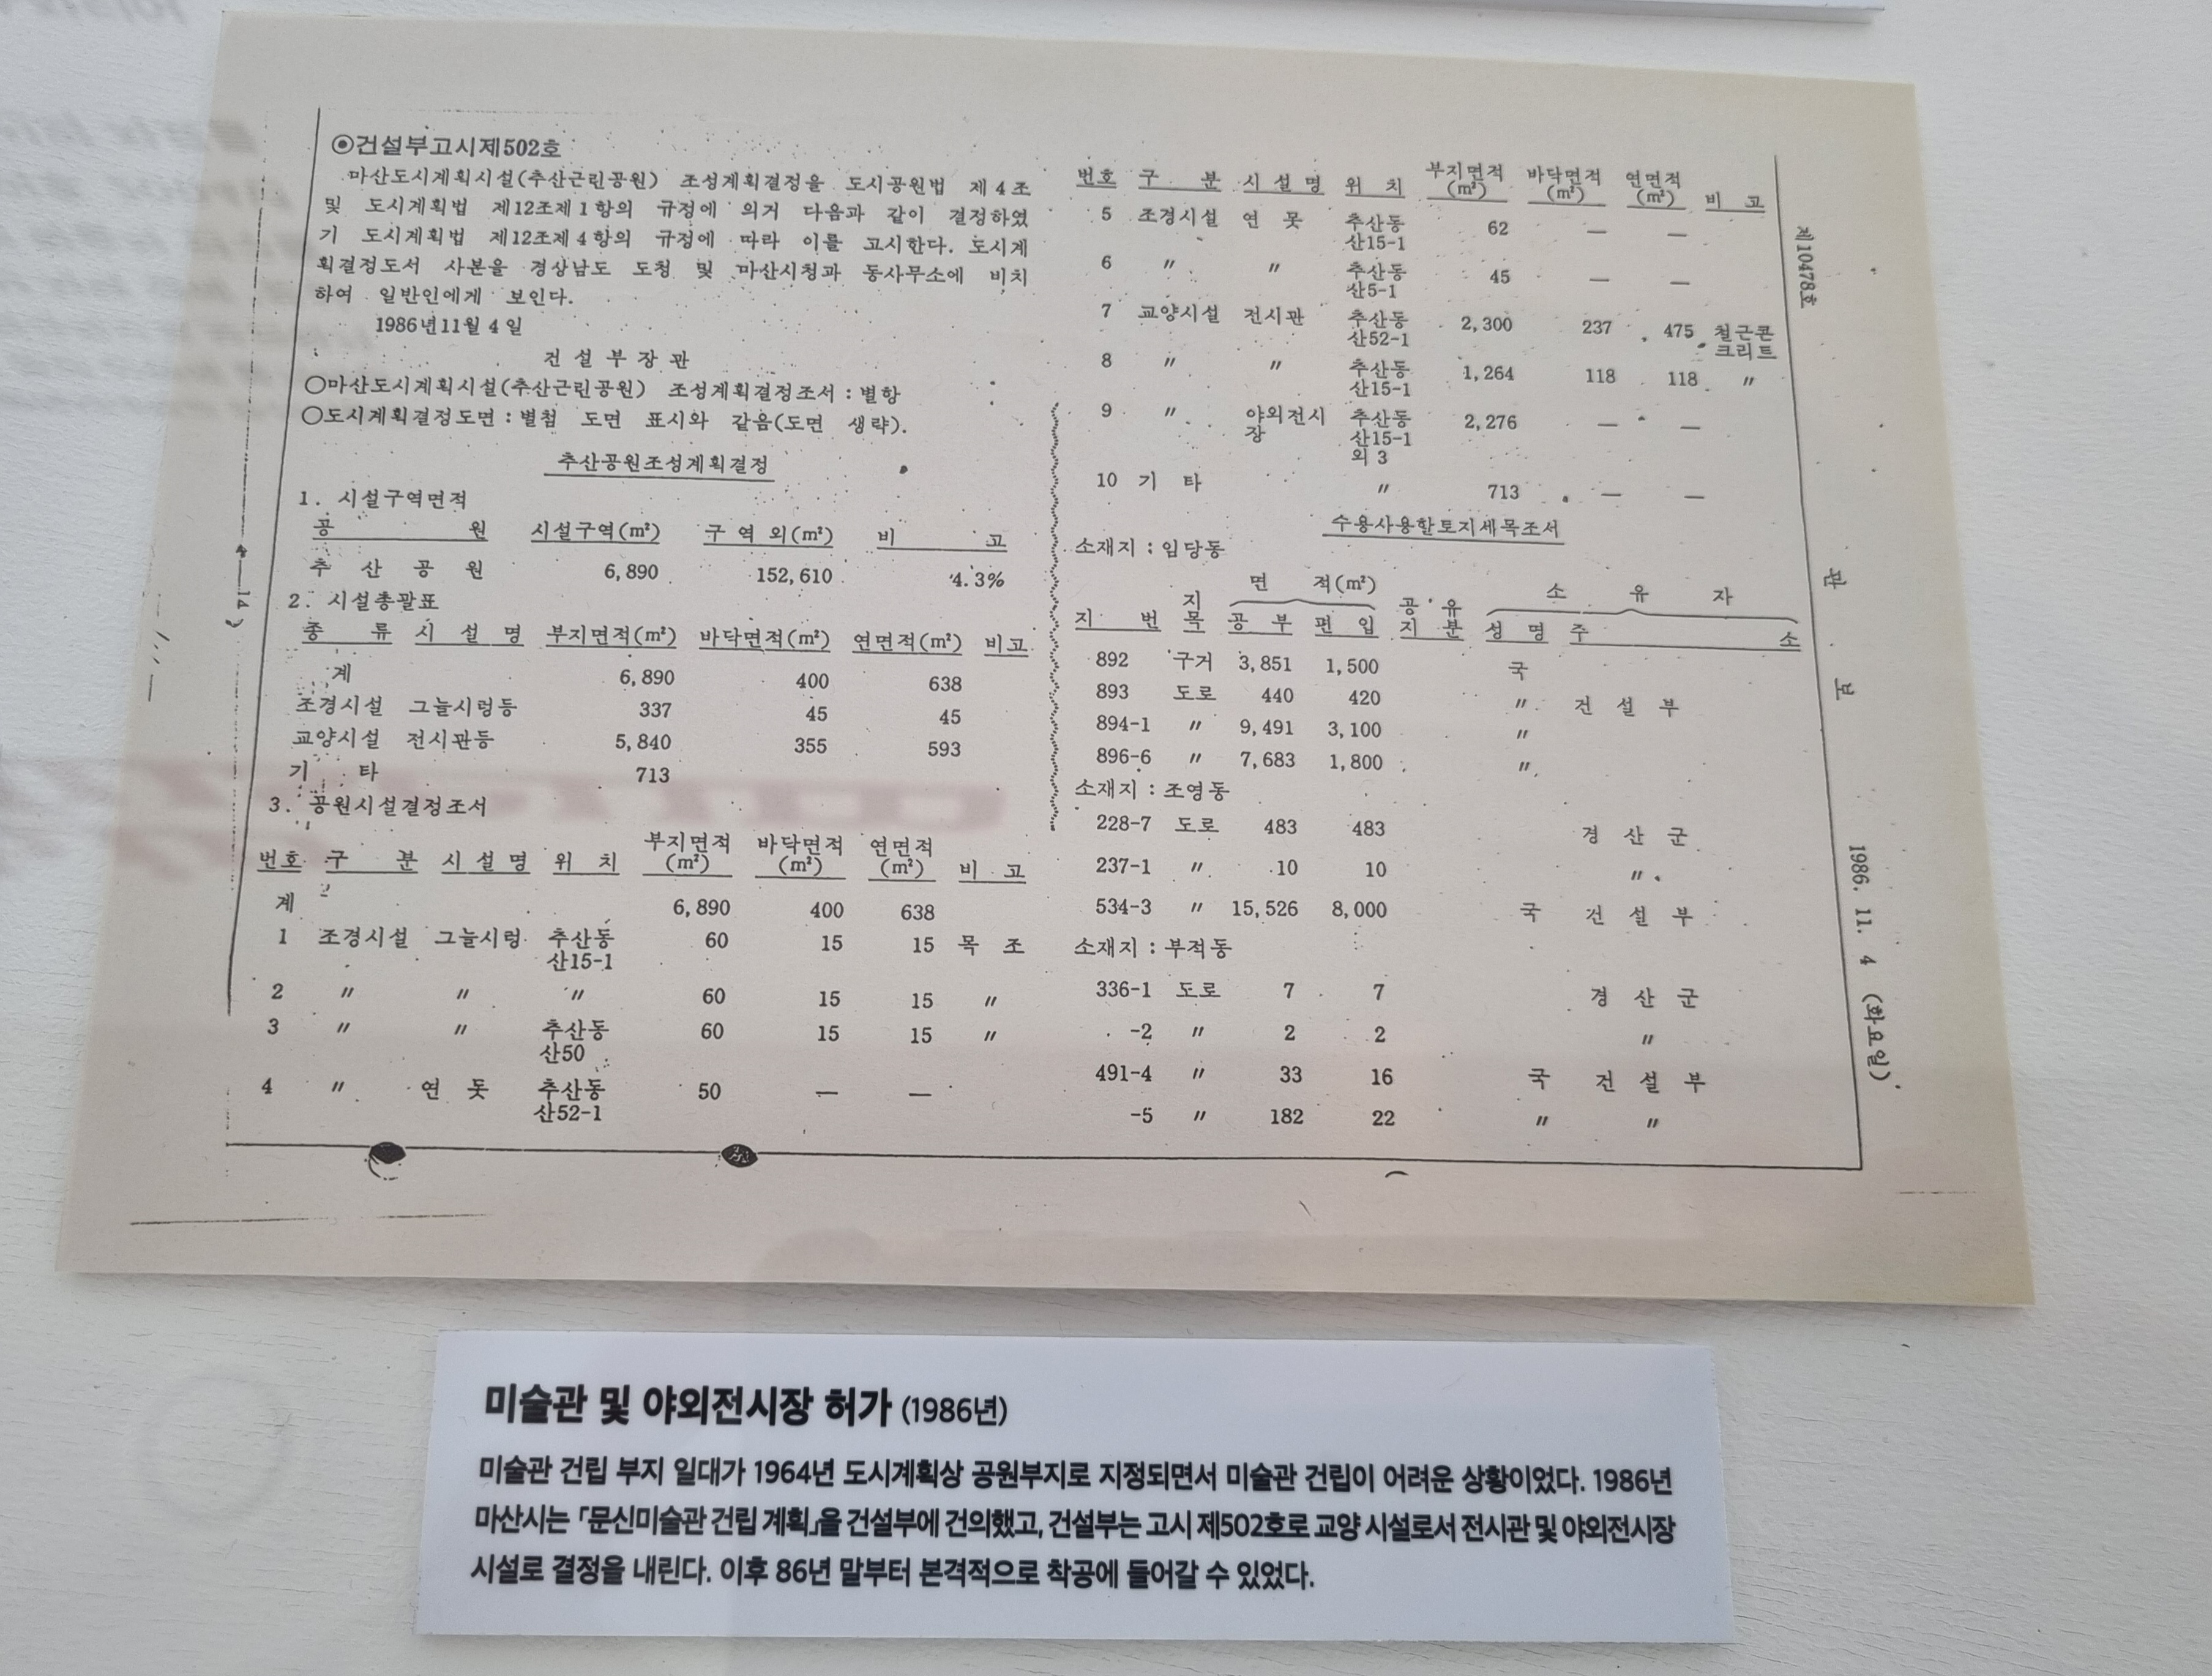 ◉건설부고시제502호
마산도시계획시설(추산근린공원) 조성계획결정을 도시공원법 제4조
및 도시계획법 제12조제1항의 규정에 의거 다음과 같이 결정하였
기 도시계획법 제12조제4항의 규정에 따라 이를 고시한다. 도시계
획결정도서 사본을 경상남도 도청 및 마산시청과 동사무소에 비치
하여 일반인에게 보인다.
1986년11월 4일
건 설 부 장 관
○마산도시계획시설(추산근린공원) 조성계획결정조서 : 별항
○도시계획결정도면 : 별첨 도면 표시와 같음(도면 생략).
추산공원조성계획결정
1. 시설구역면적
공 원 시설구역(㎡) 구 역 외(㎡) 비 고
추 산 공 원 6,890 152,610 4.3%
2. 시설총괄표
종 류 시 설 명 부지면적(㎡) 바닥면적(㎡) 연면적(㎡) 비고
계 6,890 400 638
조경시설 그늘시렁등 337 45 45
교양시설 전시관등 5,840 355 593
기 타 713
3. 공원시설결정조서
번호 구 분 시 설 명 위 치 부지면적(㎡) 바닥면적(㎡) 연면적(㎡) 비 고
계 6,890 400 638
1 조경시설 그늘시렁 추산동 60 15 15 목 조
산15-1
2 〃 〃 〃 60 15 15 〃
3 〃 〃 추산동 60 15 15 〃
산50
4 〃 연 못 추산동 50 — —
산52-1
번호 구 분 시 설 명 위 치 부지면적(㎡) 바닥면적(㎡) 연면적(㎡) 비 고
5 조경시설 연 못 추산동 62 — —
산15-1
6 〃 〃 추산동 45 — —
산5-1
7 교양시설 전시관 추산동 2,300 237 475 철근콘
산52-1 크리트
8 〃 〃 추산동 1,264 118 118 〃
산15-1
9 〃 야외전시 추산동 2,276 — —
장 산15-1
외 3
10 기 타 〃 713 — —
수용사용할토지세목조서
소재지 : 임당동
면 적(㎡) 소 유 자
지 번 지목 공 부 편 입 공유지분 성 명 주 소
892 구거 3,851 1,500 국
893 도로 440 420 〃 건 설 부
894-1 〃 9,491 3,100 〃
896-6 〃 7,683 1,800 〃
소재지 : 조영동
228-7 도로 483 483 경 산 군
237-1 〃 10 10 〃
534-3 〃 15,526 8,000 국 건 설 부
소재지 : 부적동
336-1 도로 7 7 경 산 군
-2 〃 2 2 〃
491-4 〃 33 16 국 건 설 부
-5 〃 182 22 〃 〃
제10478호 관 보 1986. 11. 4 (화요일)
미술관 및 야외전시장 허가 (1986년)
미술관 건립 부지 일대가 1964년 도시계획상 공원부지로 지정되면서 미술관 건립이 어려운 상황이었다. 1986년
마산시는 「문신미술관 건립 계획」을 건설부에 건의했고, 건설부는 고시 제502호로 교양 시설로서 전시관 및 야외전시장
시설로 결정을 내린다. 이후 86년 말부터 본격적으로 착공에 들어갈 수 있었다.